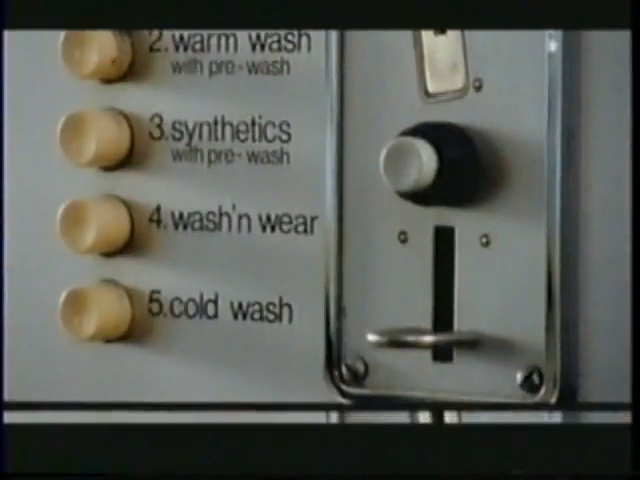 2.warm wash
with pre-wash
3.synthetics
with pre-wash
4.wash'n wear
5.cold wash